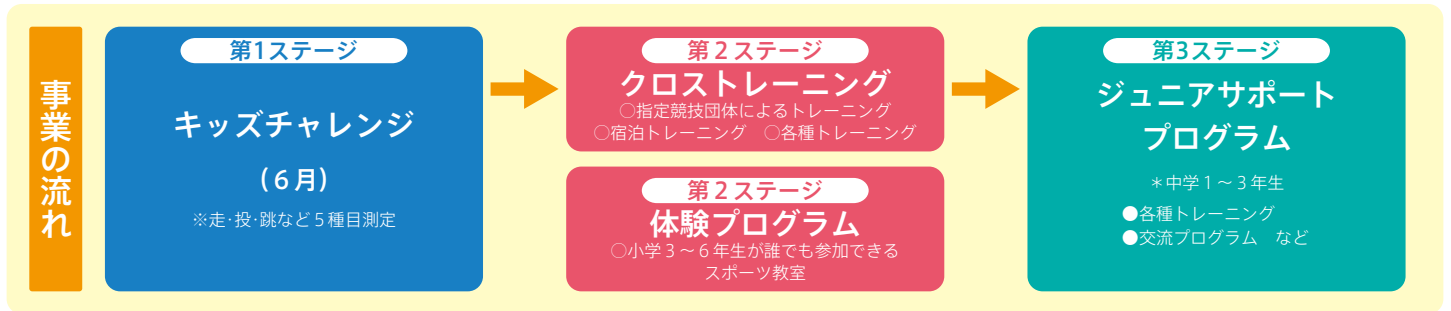 事業の流れ
第1ステージ
キッズチャレンジ
(６月)
※走・投・跳など５種目測定
第２ステージ
クロストレーニング
○指定競技団体によるトレーニング
○宿泊トレーニング　○各種トレーニング
第２ステージ
体験プログラム
○小学３～６年生が誰でも参加できる
スポーツ教室
第3ステージ
ジュニアサポート
プログラム
＊中学１～３年生
●各種トレーニング
●交流プログラム　など